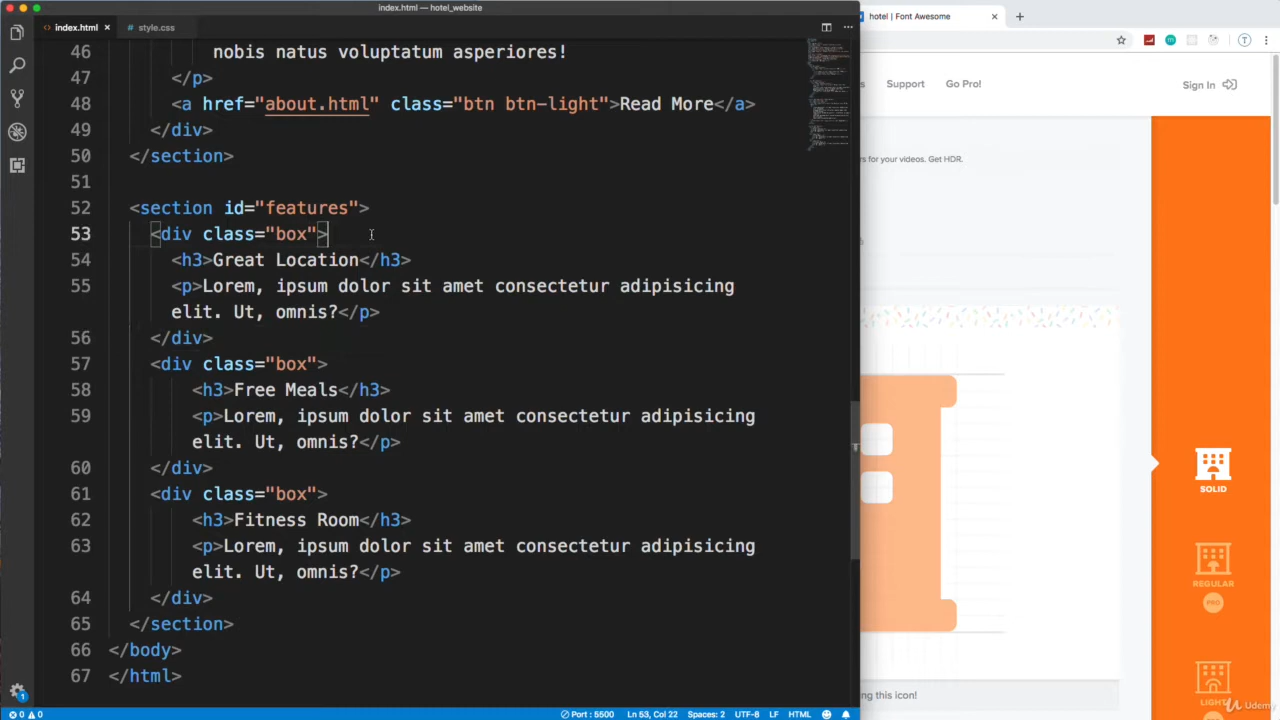 index.html — hotel_website
index.html × style.css
hotel | Font Awesome ×
46 nobis natus voluptatum asperiores!
47 </p>
48 <a href="about.html" class="btn btn-light">Read More</a>
49 </div>
50 </section>
51
52 <section id="features">
53 <div class="box">
54 <h3>Great Location</h3>
55 <p>Lorem, ipsum dolor sit amet consectetur adipisicing
elit. Ut, omnis?</p>
56 </div>
57 <div class="box">
58 <h3>Free Meals</h3>
59 <p>Lorem, ipsum dolor sit amet consectetur adipisicing
elit. Ut, omnis?</p>
60 </div>
61 <div class="box">
62 <h3>Fitness Room</h3>
63 <p>Lorem, ipsum dolor sit amet consectetur adipisicing
elit. Ut, omnis?</p>
64 </div>
65 </section>
66 </body>
67 </html>
0 0 Port : 5500 Ln 53, Col 22 Spaces: 2 UTF-8 LF HTML
1
T
Support Go Pro! Sign In
for your videos. Get HDR.
SOLID
REGULAR
PRO
LIGHT
this icon!
Udemy